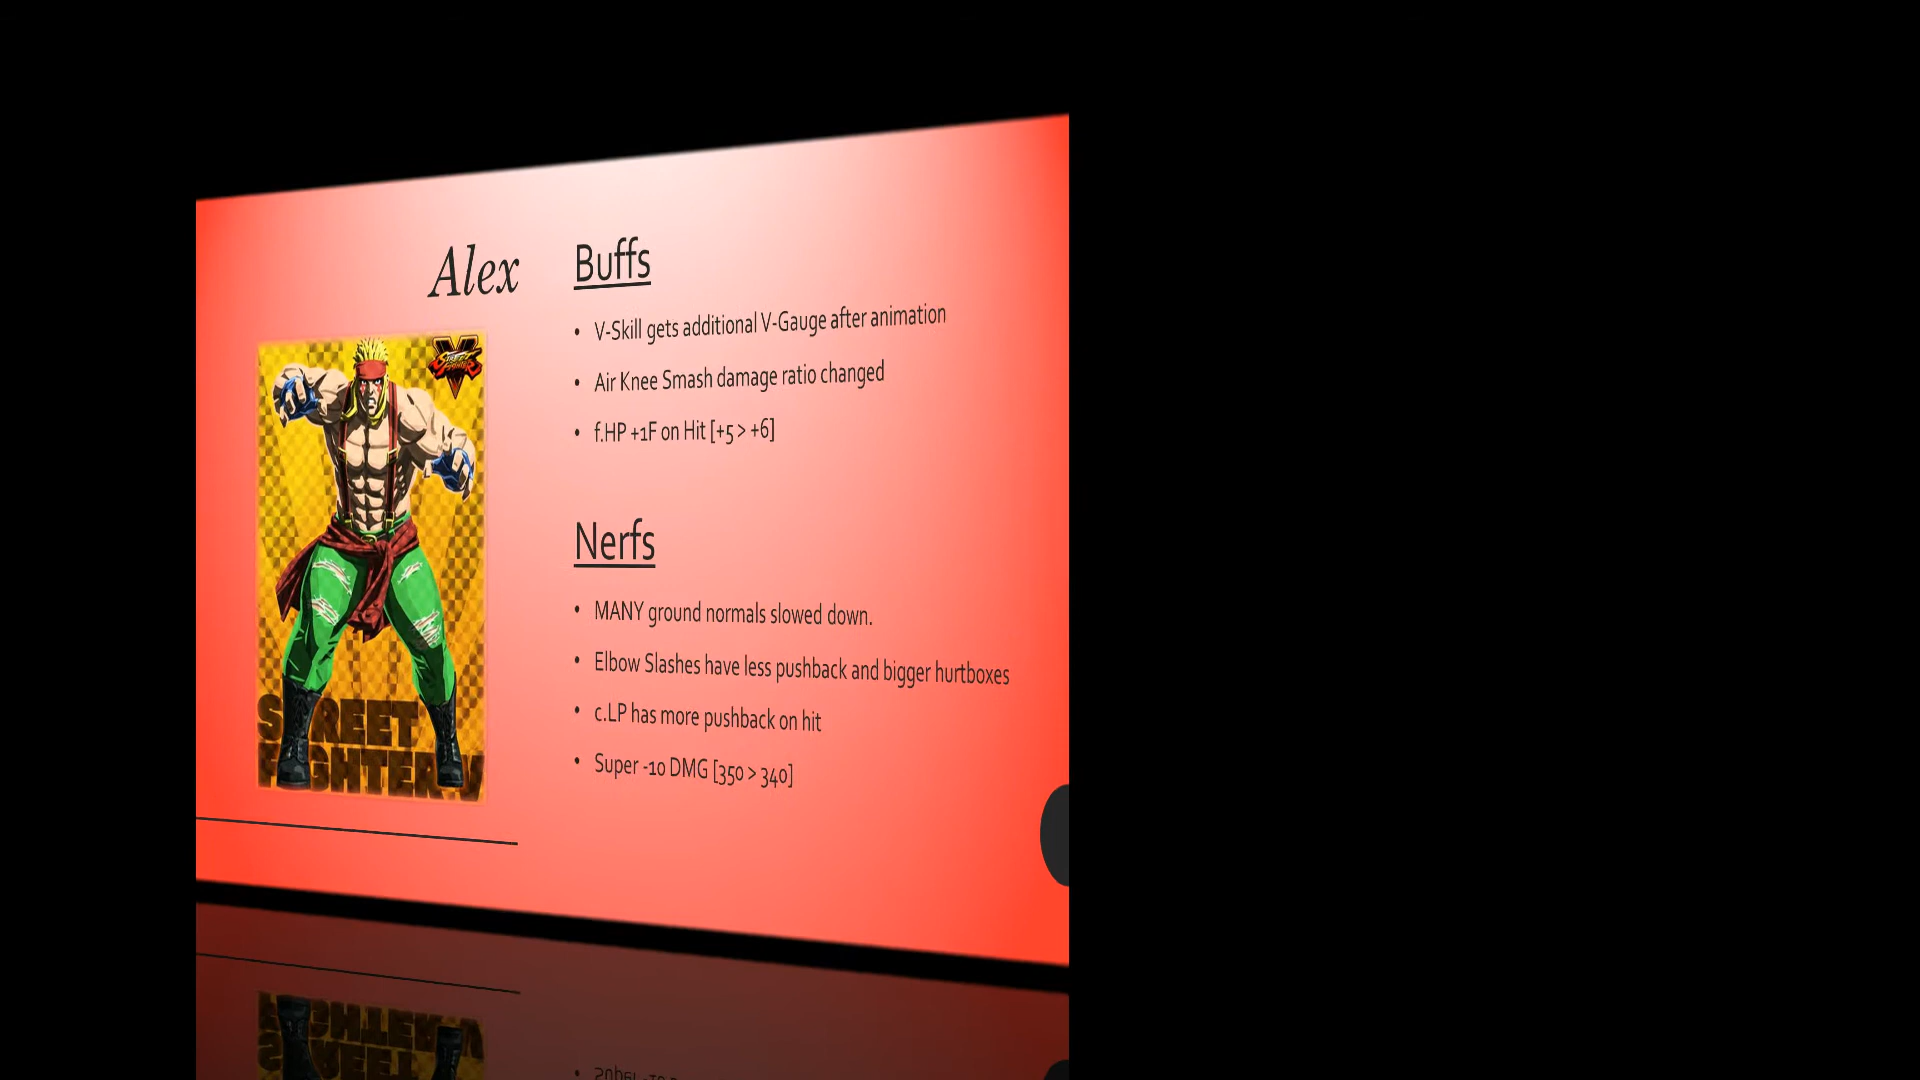 Alex
STREET
FIGHTER
V
STREET
FIGHTER V
Buffs
• V-Skill gets additional V-Gauge after animation
• Air Knee Smash damage ratio changed
• f.HP +1F on Hit [+5 > +6]
Nerfs
• MANY ground normals slowed down.
• Elbow Slashes have less pushback and bigger hurtboxes
• c.LP has more pushback on hit
• Super -10 DMG [350 > 340]